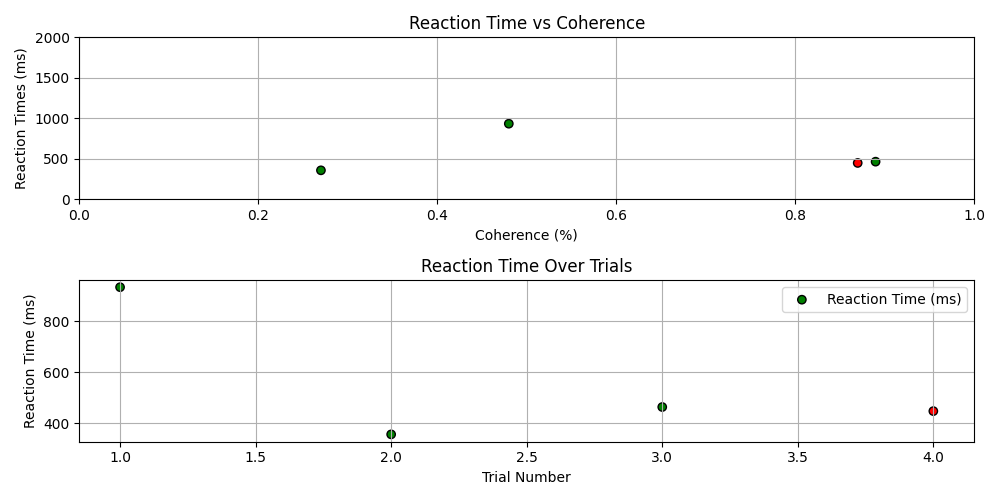 Reaction Time vs Coherence
2000
1500
1000
500
0
Reaction Times (ms)
0.0 0.2 0.4 0.6 0.8 1.0
Coherence (%)
Reaction Time Over Trials
Reaction Time (ms)
800
600
400
Reaction Time (ms)
1.0 1.5 2.0 2.5 3.0 3.5 4.0
Trial Number